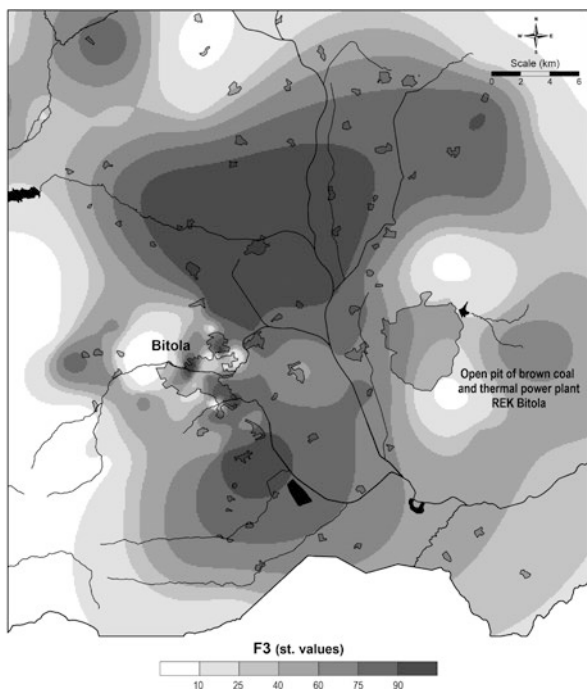 N
W E
S
Scale (km)
0 2 4 6
Bitola
Open pit of brown coal
and thermal power plant
REK Bitola
F3 (st. values)
10 25 40 60 75 90